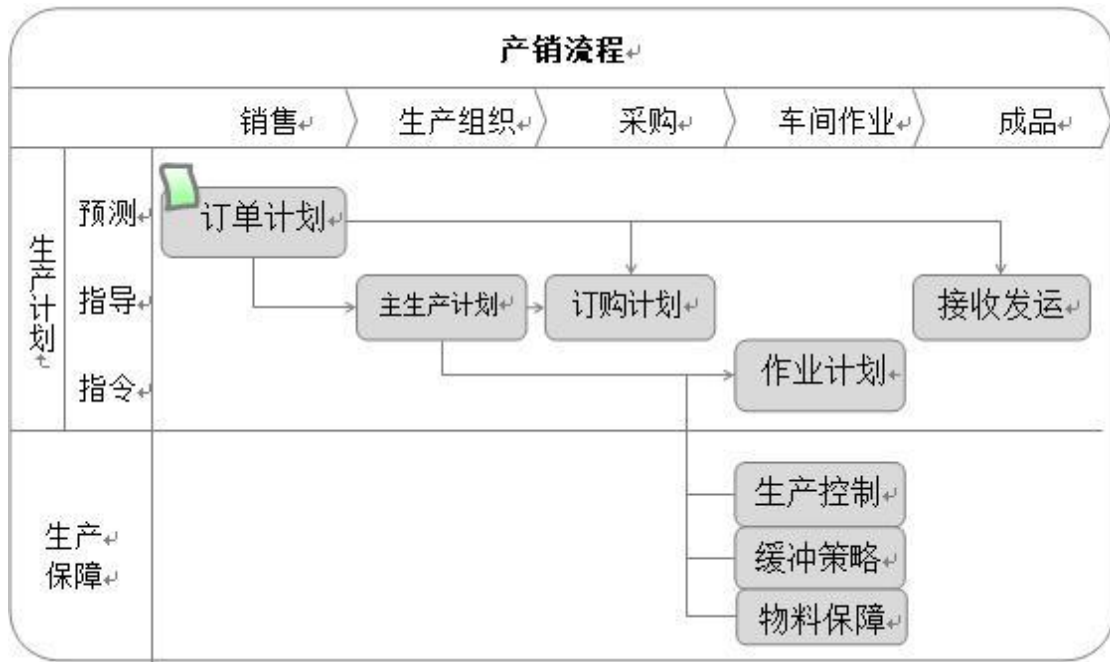 产销流程
销售
生产组织
采购
车间作业
成品
生产计划
预测
订单计划
指导
主生产计划
订购计划
接收发运
指令
作业计划
生产
保障
生产控制
缓冲策略
物料保障